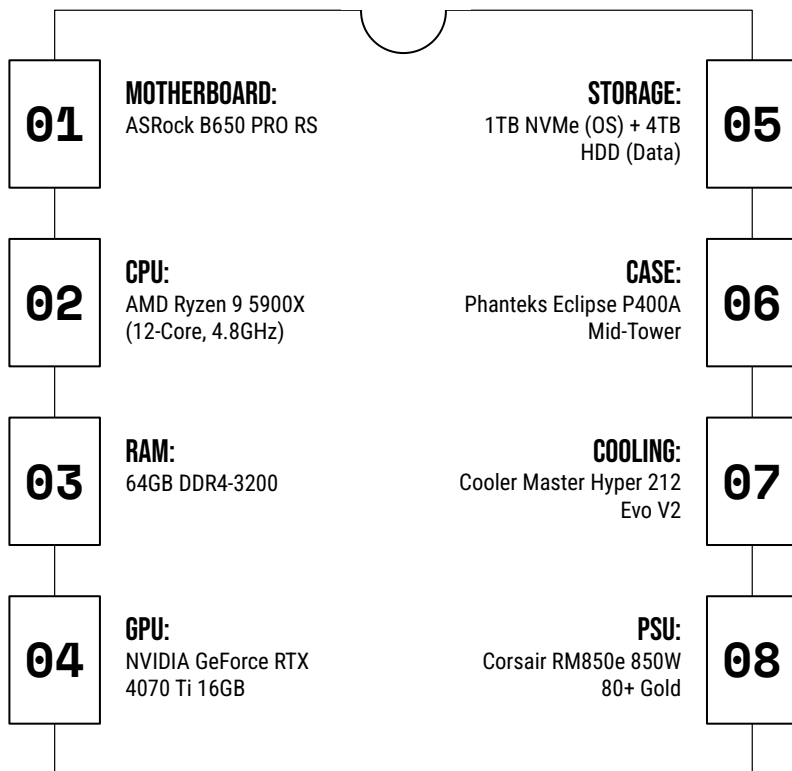 01
MOTHERBOARD:
ASRock B650 PRO RS
02
CPU:
AMD Ryzen 9 5900X
(12-Core, 4.8GHz)
03
RAM:
64GB DDR4-3200
04
GPU:
NVIDIA GeForce RTX
4070 Ti 16GB
STORAGE:
1TB NVMe (OS) + 4TB
HDD (Data)
05
CASE:
Phanteks Eclipse P400A
Mid-Tower
06
COOLING:
Cooler Master Hyper 212
Evo V2
07
PSU:
Corsair RM850e 850W
80+ Gold
08